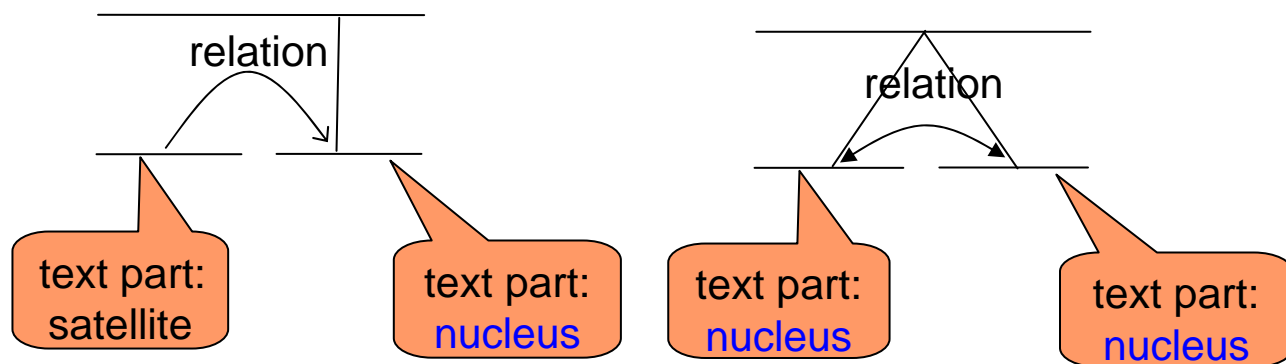 relation
relation
text part:
satellite
text part:
nucleus
text part:
nucleus
text part:
nucleus